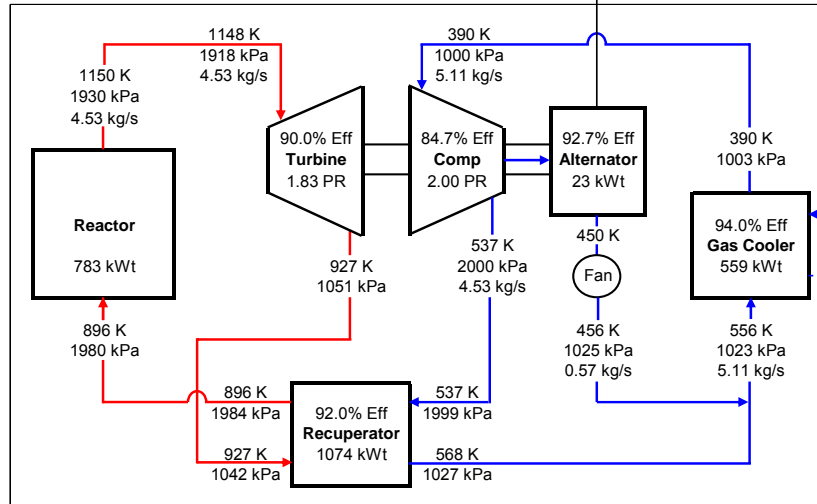 1148 K
1918 kPa
4.53 kg/s
390 K
1000 kPa
5.11 kg/s
1150 K
1930 kPa
4.53 kg/s
90.0% Eff
Turbine
1.83 PR
84.7% Eff
Comp
2.00 PR
92.7% Eff
Alternator
23 kWt
390 K
1003 kPa
Reactor
783 kWt
94.0% Eff
Gas Cooler
559 kWt
927 K
1051 kPa
537 K
2000 kPa
4.53 kg/s
450 K
Fan
896 K
1980 kPa
456 K
1025 kPa
0.57 kg/s
556 K
1023 kPa
5.11 kg/s
896 K
1984 kPa
92.0% Eff
Recuperator
1074 kWt
537 K
1999 kPa
927 K
1042 kPa
568 K
1027 kPa